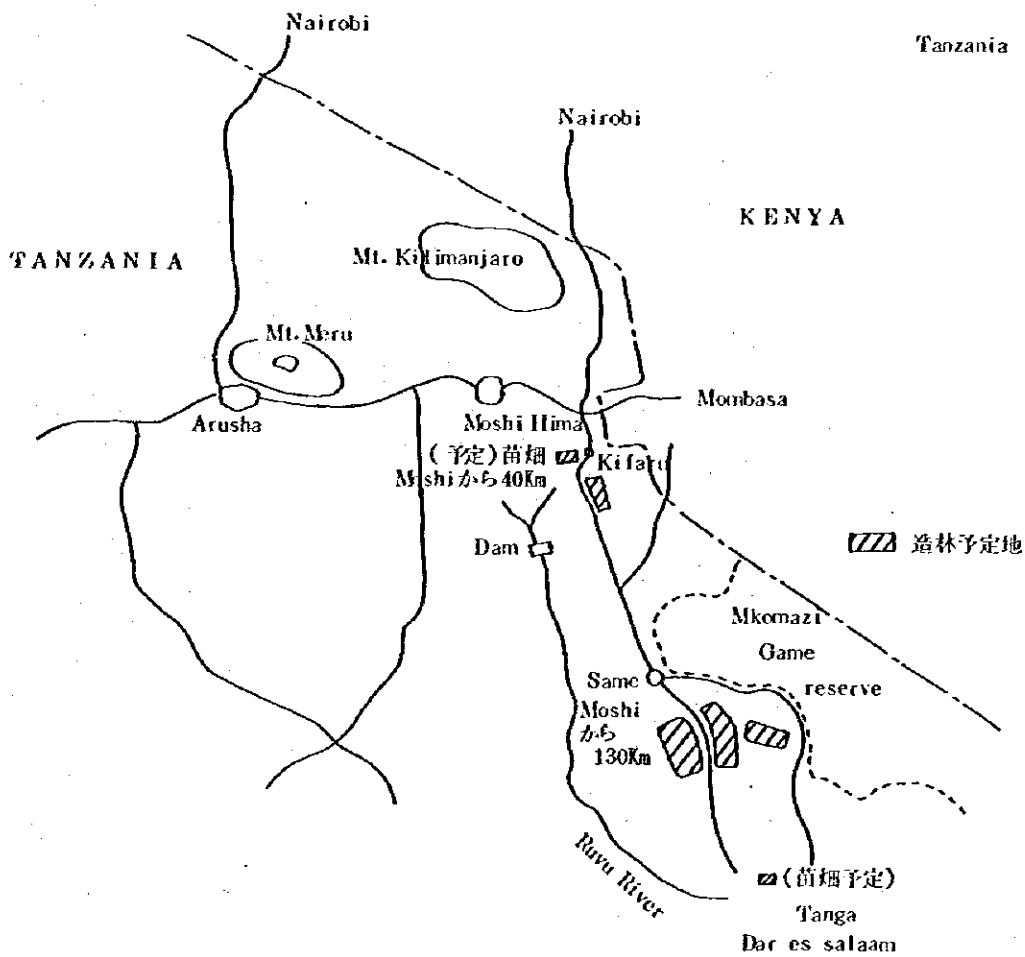 Nairobi
Tanzania
Nairobi
KENYA
TANZANIA
Mt. Kilimanjaro
Mt. Meru
Mombasa
Arusha
Moshi Hima
(予定)苗畑
Kifaru
Moshiから40Km
Dam
造林予定地
Mkomazi
Game
reserve
Same
Moshi
から
130Km
Ruvu River
(苗畑予定)
Tanga
Dar es salaam